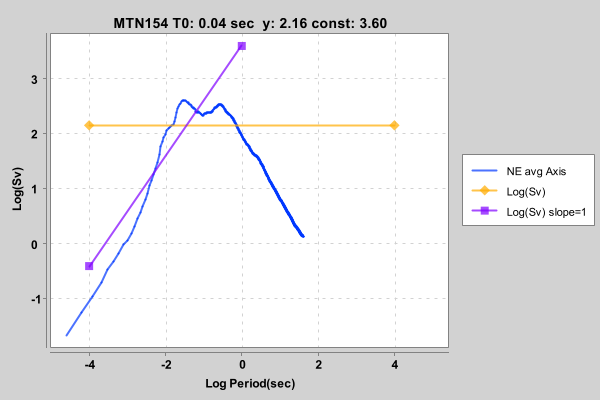 MTN154 T0: 0.04 sec  y: 2.16 const: 3.60
Log(Sv)
3
2
1
0
-1
-4
-2
0
2
4
Log Period(sec)
NE avg Axis
Log(Sv)
Log(Sv) slope=1